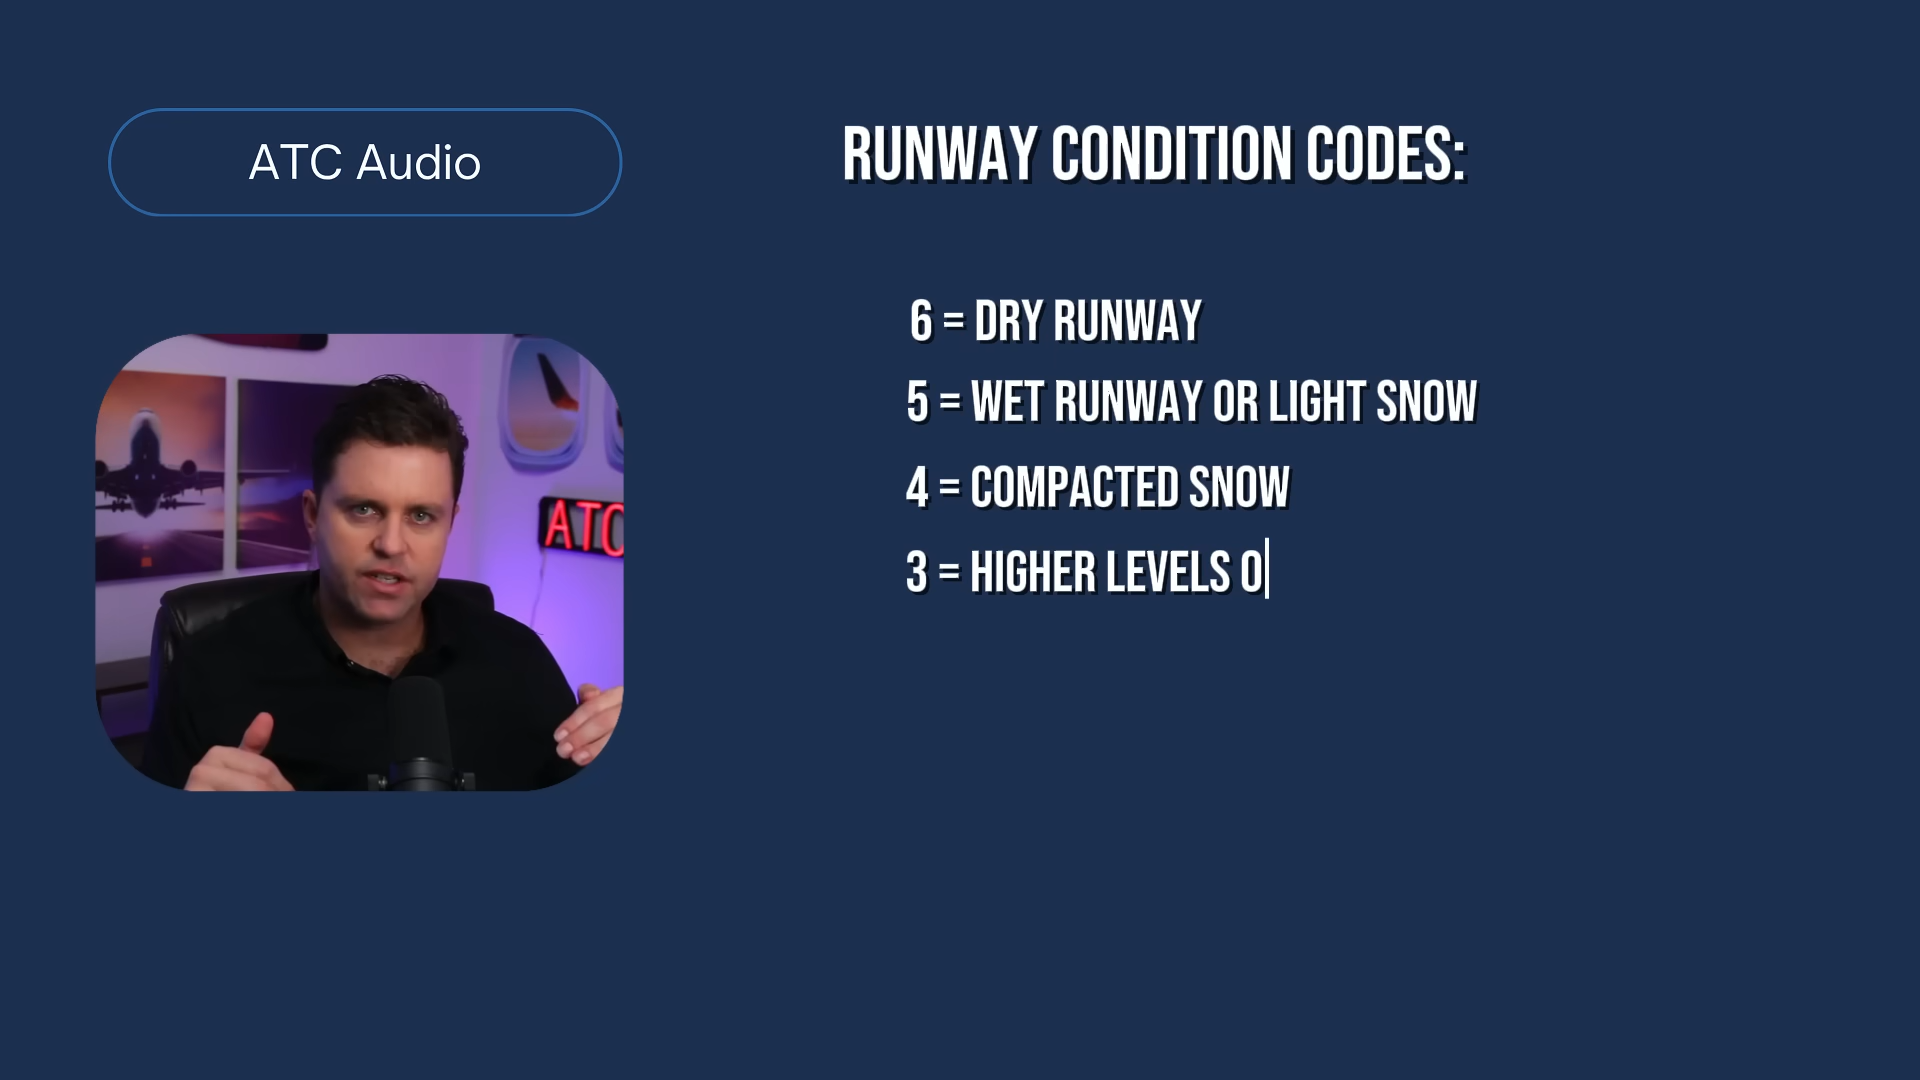 ATC Audio
RUNWAY CONDITION CODES:
6 = DRY RUNWAY
5 = WET RUNWAY OR LIGHT SNOW
4 = COMPACTED SNOW
3 = HIGHER LEVELS O
ATC